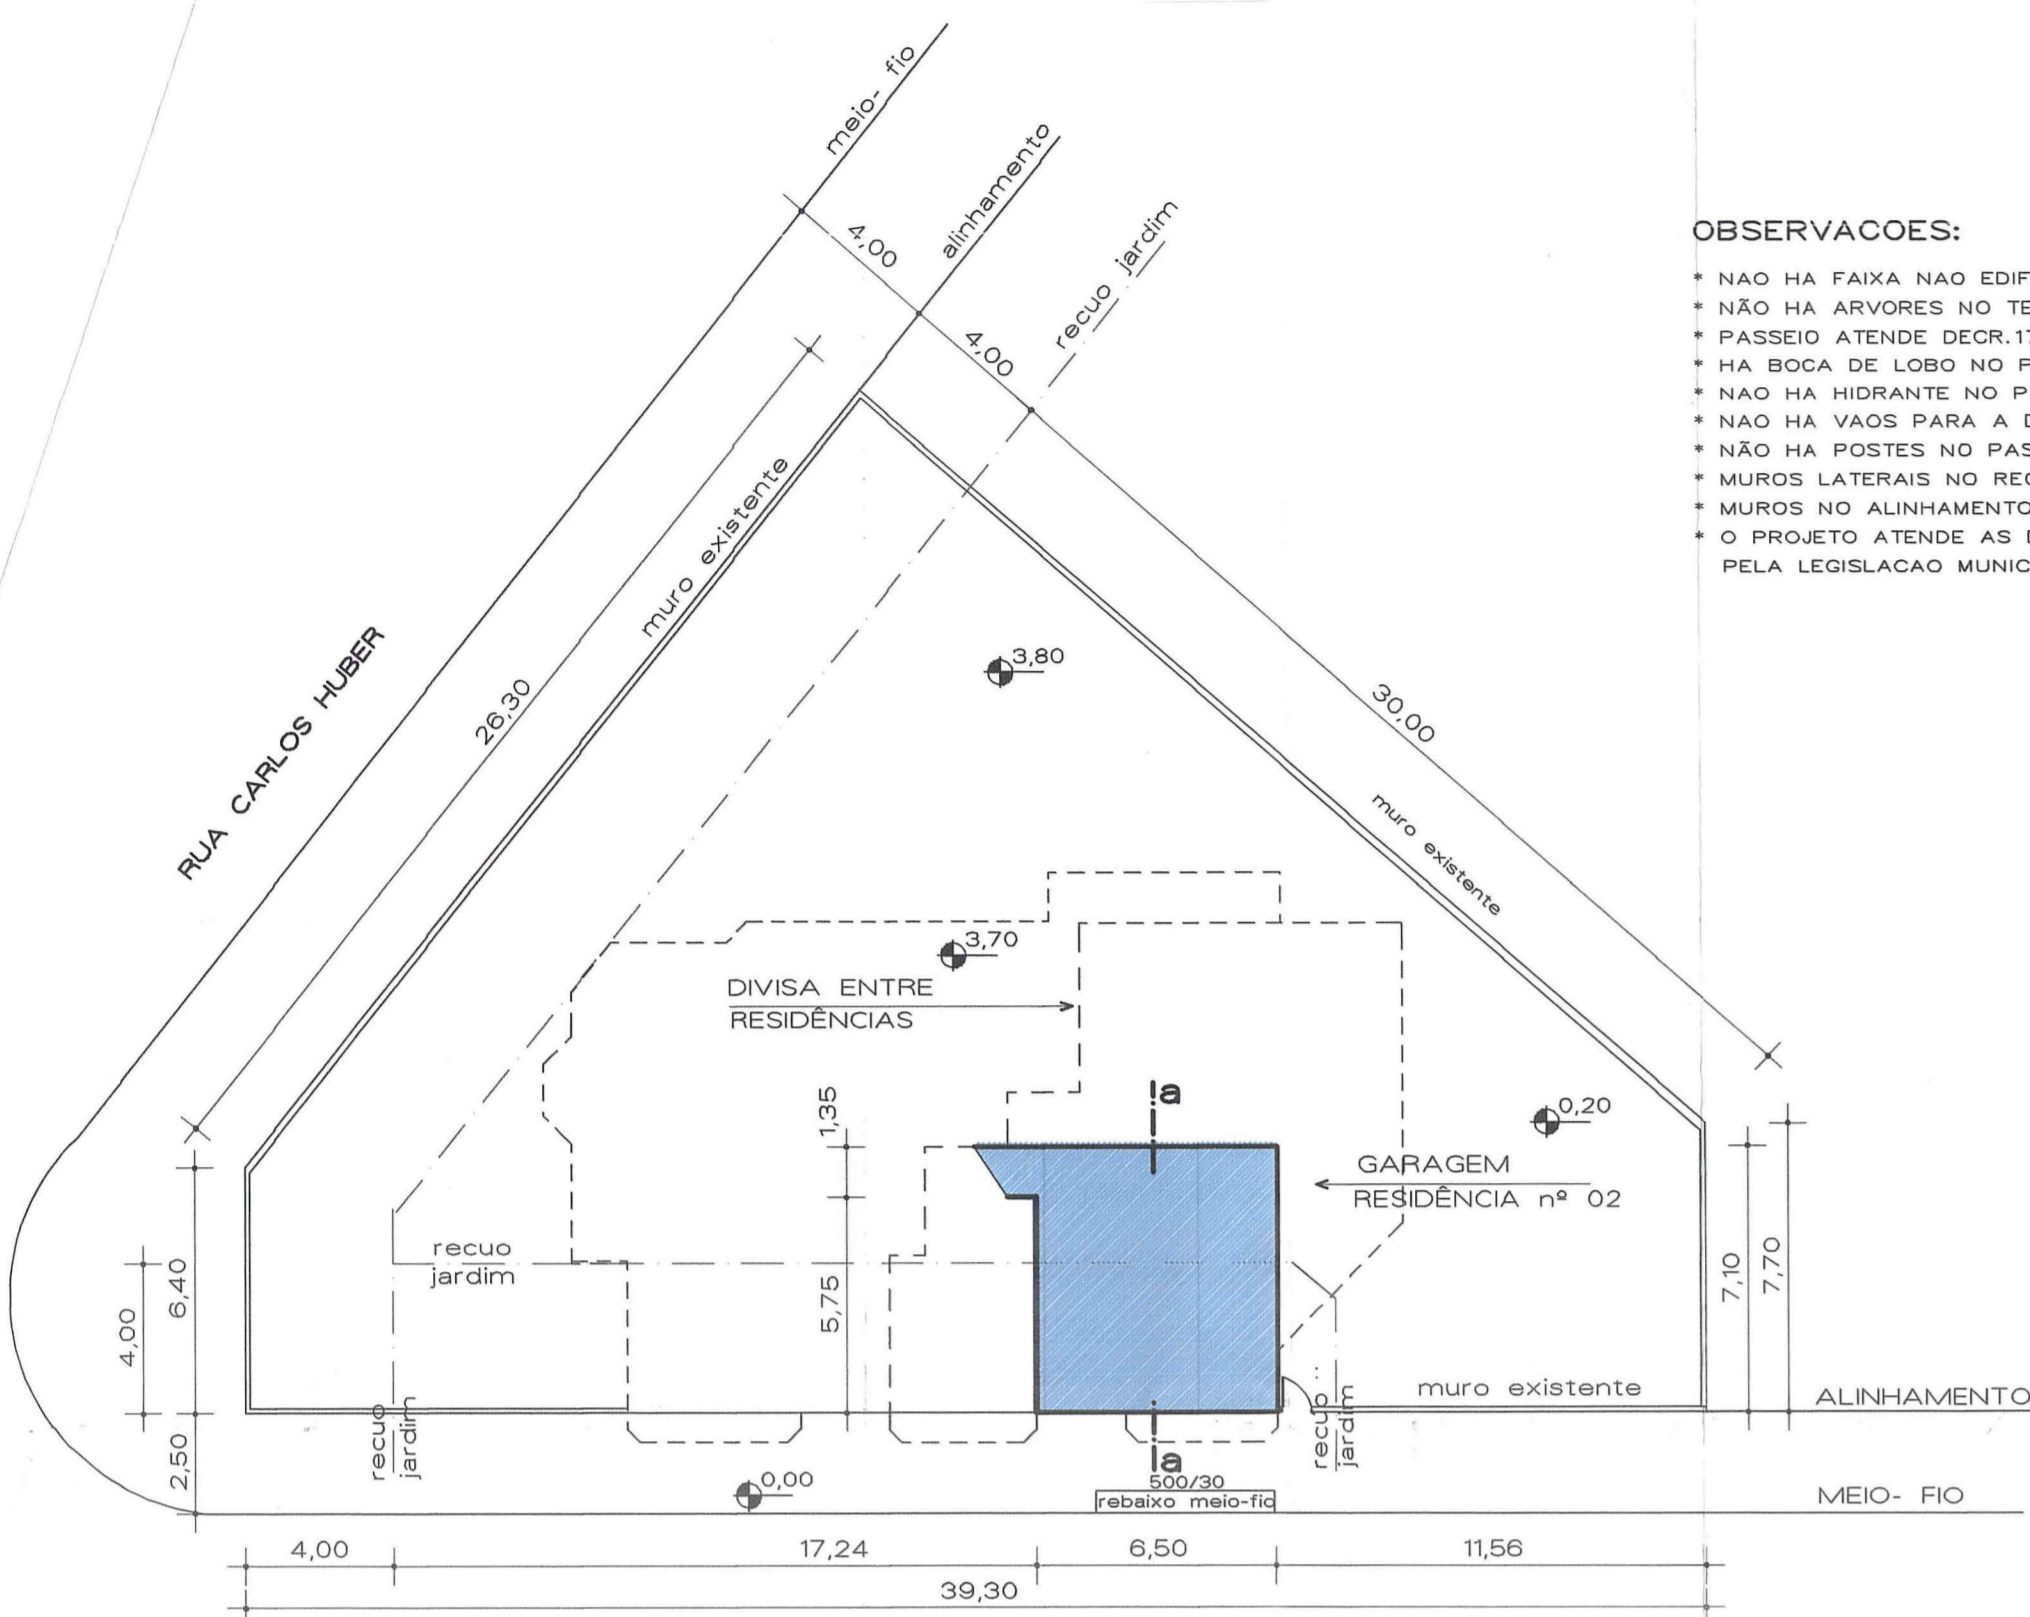 meio- fio
alinhamento
recuo jardim
4,00
4,00
OBSERVACOES:
* NAO HA FAIXA NAO EDIF
* NÃO HA ARVORES NO TE
* PASSEIO ATENDE DECR.17
* HA BOCA DE LOBO NO P
* NAO HA HIDRANTE NO P
* NAO HA VAOS PARA A D
* NÃO HA POSTES NO PAS
* MUROS LATERAIS NO REC
* MUROS NO ALINHAMENTO
* O PROJETO ATENDE AS D
PELA LEGISLACAO MUNIC
muro existente
RUA CARLOS HUBER
26,30
3,80
30,00
muro existente
3,70
DIVISA ENTRE
RESIDÊNCIAS
a
1,35
0,20
GARAGEM
RESIDÊNCIA nº 02
recuo
jardim
4,00
6,40
5,75
7,10
7,70
2,50
recuo
jardim
recuo
jardim
muro existente
ALINHAMENTO
a
0,00
500/30
rebaixo meio-fio
MEIO- FIO
4,00
17,24
6,50
11,56
39,30